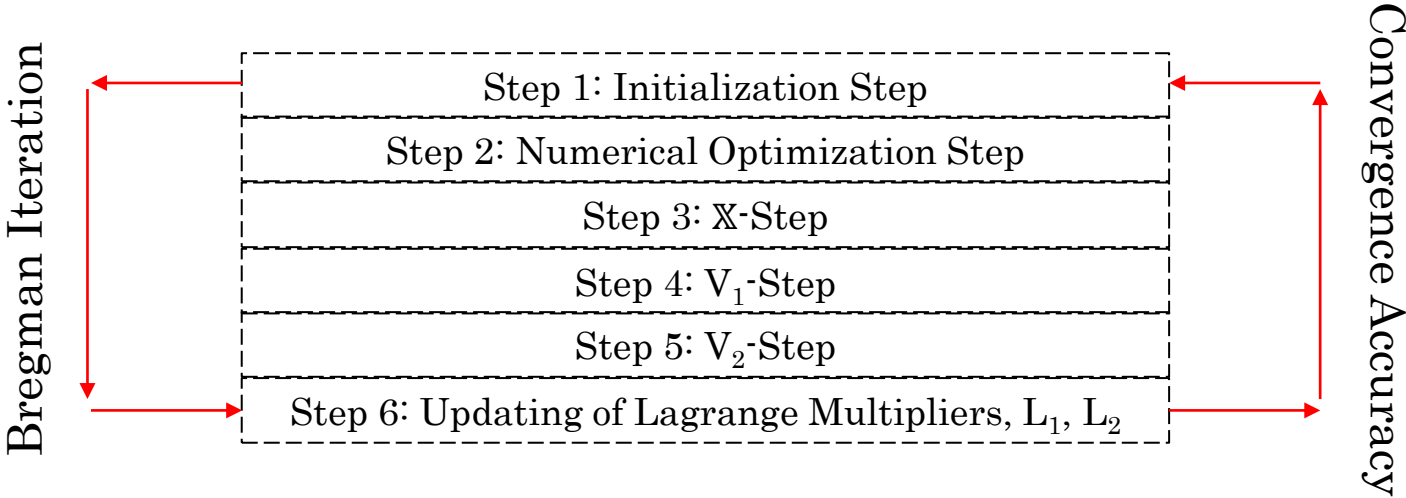 Bregman Iteration
Step 1: Initialization Step
Step 2: Numerical Optimization Step
Step 3: 𝕏-Step
Step 4: V₁-Step
Step 5: V₂-Step
Step 6: Updating of Lagrange Multipliers, L₁, L₂
Convergence Accuracy